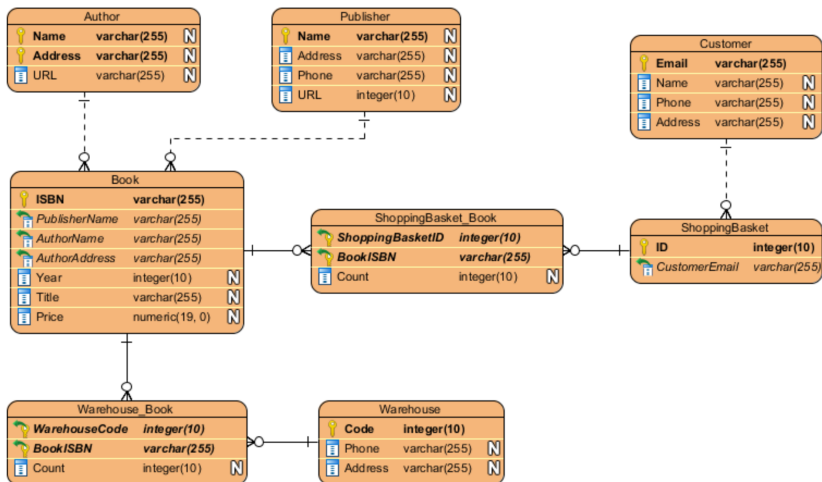 Author
Name varchar(255) N
Address varchar(255) N
URL varchar(255) N
Publisher
Name varchar(255) N
Address varchar(255) N
Phone varchar(255) N
URL integer(10) N
Customer
Email varchar(255)
Name varchar(255) N
Phone varchar(255) N
Address varchar(255) N
Book
ISBN varchar(255)
PublisherName varchar(255)
AuthorName varchar(255)
AuthorAddress varchar(255)
Year integer(10) N
Title varchar(255) N
Price numeric(19, 0) N
ShoppingBasket_Book
ShoppingBasketID integer(10)
BookISBN varchar(255)
Count integer(10) N
ShoppingBasket
ID integer(10)
CustomerEmail varchar(255)
Warehouse_Book
WarehouseCode integer(10)
BookISBN varchar(255)
Count integer(10) N
Warehouse
Code integer(10)
Phone varchar(255) N
Address varchar(255) N